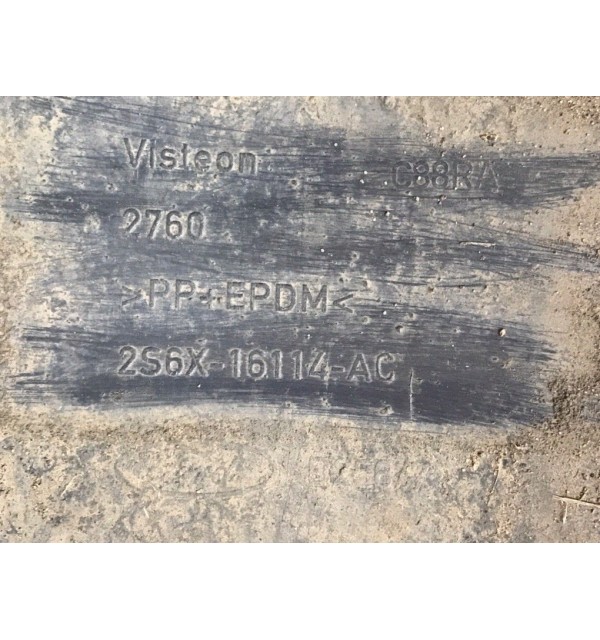 Visteon C88RA
2760
>PP+EPDM<
2S6X-16114-AC